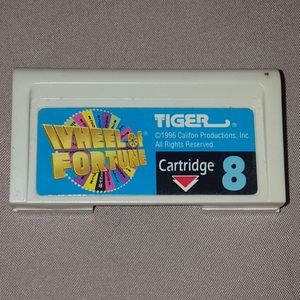 WHEEL OF
FORTUNE
TIGER
©1996 Califon Productions, Inc
All Rights Reserved.
Cartridge 8